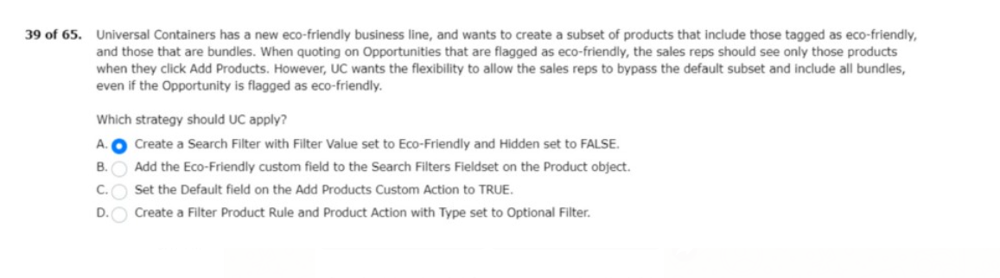 39 of 65. Universal Containers has a new eco-friendly business line, and wants to create a subset of products that include those tagged as eco-friendly,
and those that are bundles. When quoting on Opportunities that are flagged as eco-friendly, the sales reps should see only those products
when they click Add Products. However, UC wants the flexibility to allow the sales reps to bypass the default subset and include all bundles,
even if the Opportunity is flagged as eco-friendly.
Which strategy should UC apply?
A. Create a Search Filter with Filter Value set to Eco-Friendly and Hidden set to FALSE.
B. Add the Eco-Friendly custom field to the Search Filters Fieldset on the Product object.
C. Set the Default field on the Add Products Custom Action to TRUE.
D. Create a Filter Product Rule and Product Action with Type set to Optional Filter.